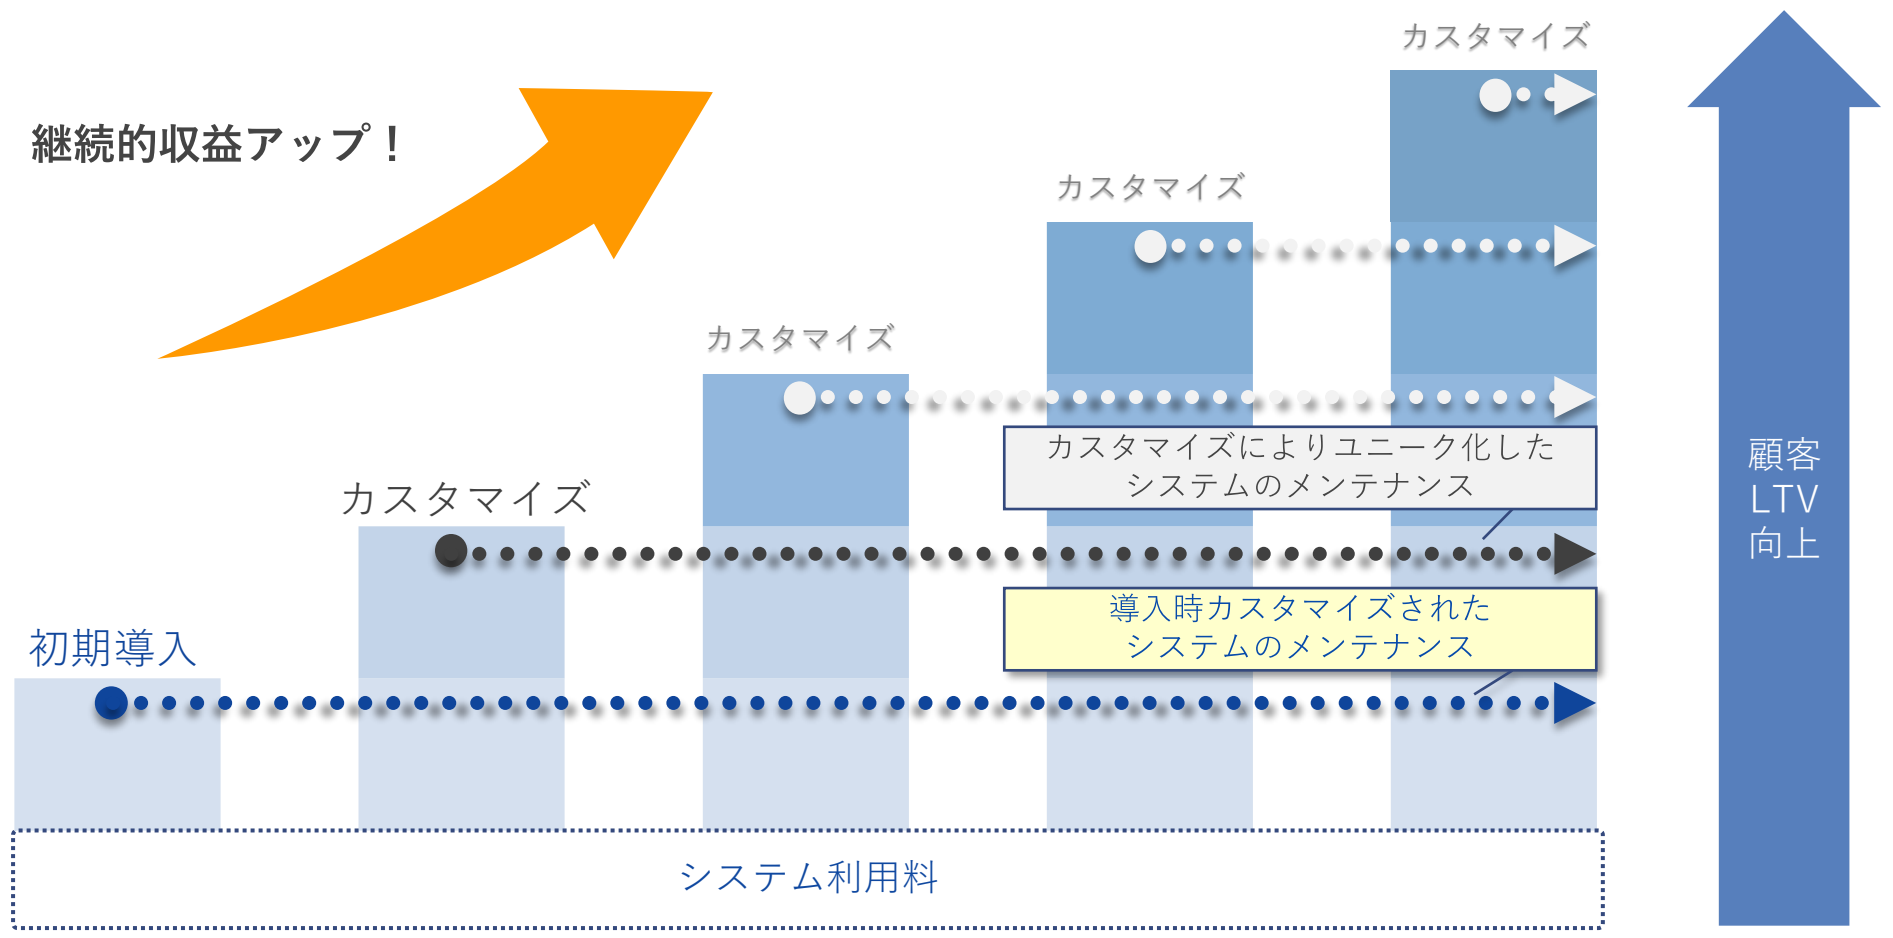 カスタマイズ
継続的収益アップ！
カスタマイズ
カスタマイズ
カスタマイズによりユニーク化した
システムのメンテナンス
顧客
LTV
向上
カスタマイズ
導入時カスタマイズされた
システムのメンテナンス
初期導入
システム利用料